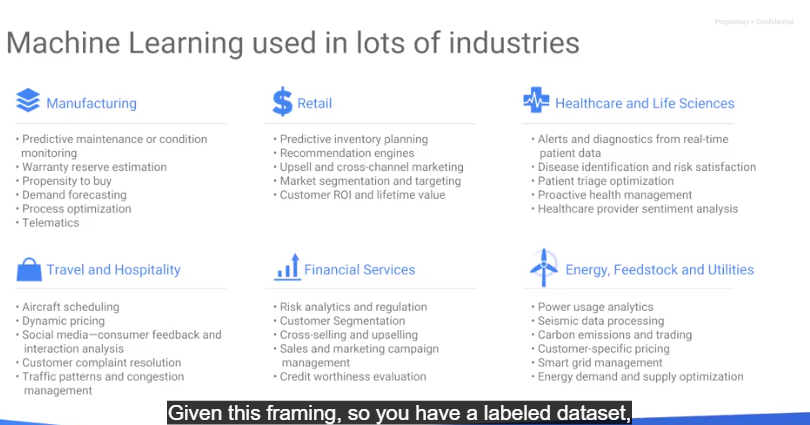 Proprietary + Confidential
Machine Learning used in lots of industries
Manufacturing
• Predictive maintenance or condition
monitoring
• Warranty reserve estimation
• Propensity to buy
• Demand forecasting
• Process optimization
• Telematics
Retail
• Predictive inventory planning
• Recommendation engines
• Upsell and cross-channel marketing
• Market segmentation and targeting
• Customer ROI and lifetime value
Healthcare and Life Sciences
• Alerts and diagnostics from real-time
patient data
• Disease identification and risk satisfaction
• Patient triage optimization
• Proactive health management
• Healthcare provider sentiment analysis
Travel and Hospitality
• Aircraft scheduling
• Dynamic pricing
• Social media—consumer feedback and
interaction analysis
• Customer complaint resolution
• Traffic patterns and congestion
management
Financial Services
• Risk analytics and regulation
• Customer Segmentation
• Cross-selling and upselling
• Sales and marketing campaign
management
• Credit worthiness evaluation
Energy, Feedstock and Utilities
• Power usage analytics
• Seismic data processing
• Carbon emissions and trading
• Customer-specific pricing
• Smart grid management
• Energy demand and supply optimization
Given this framing, so you have a labeled dataset,